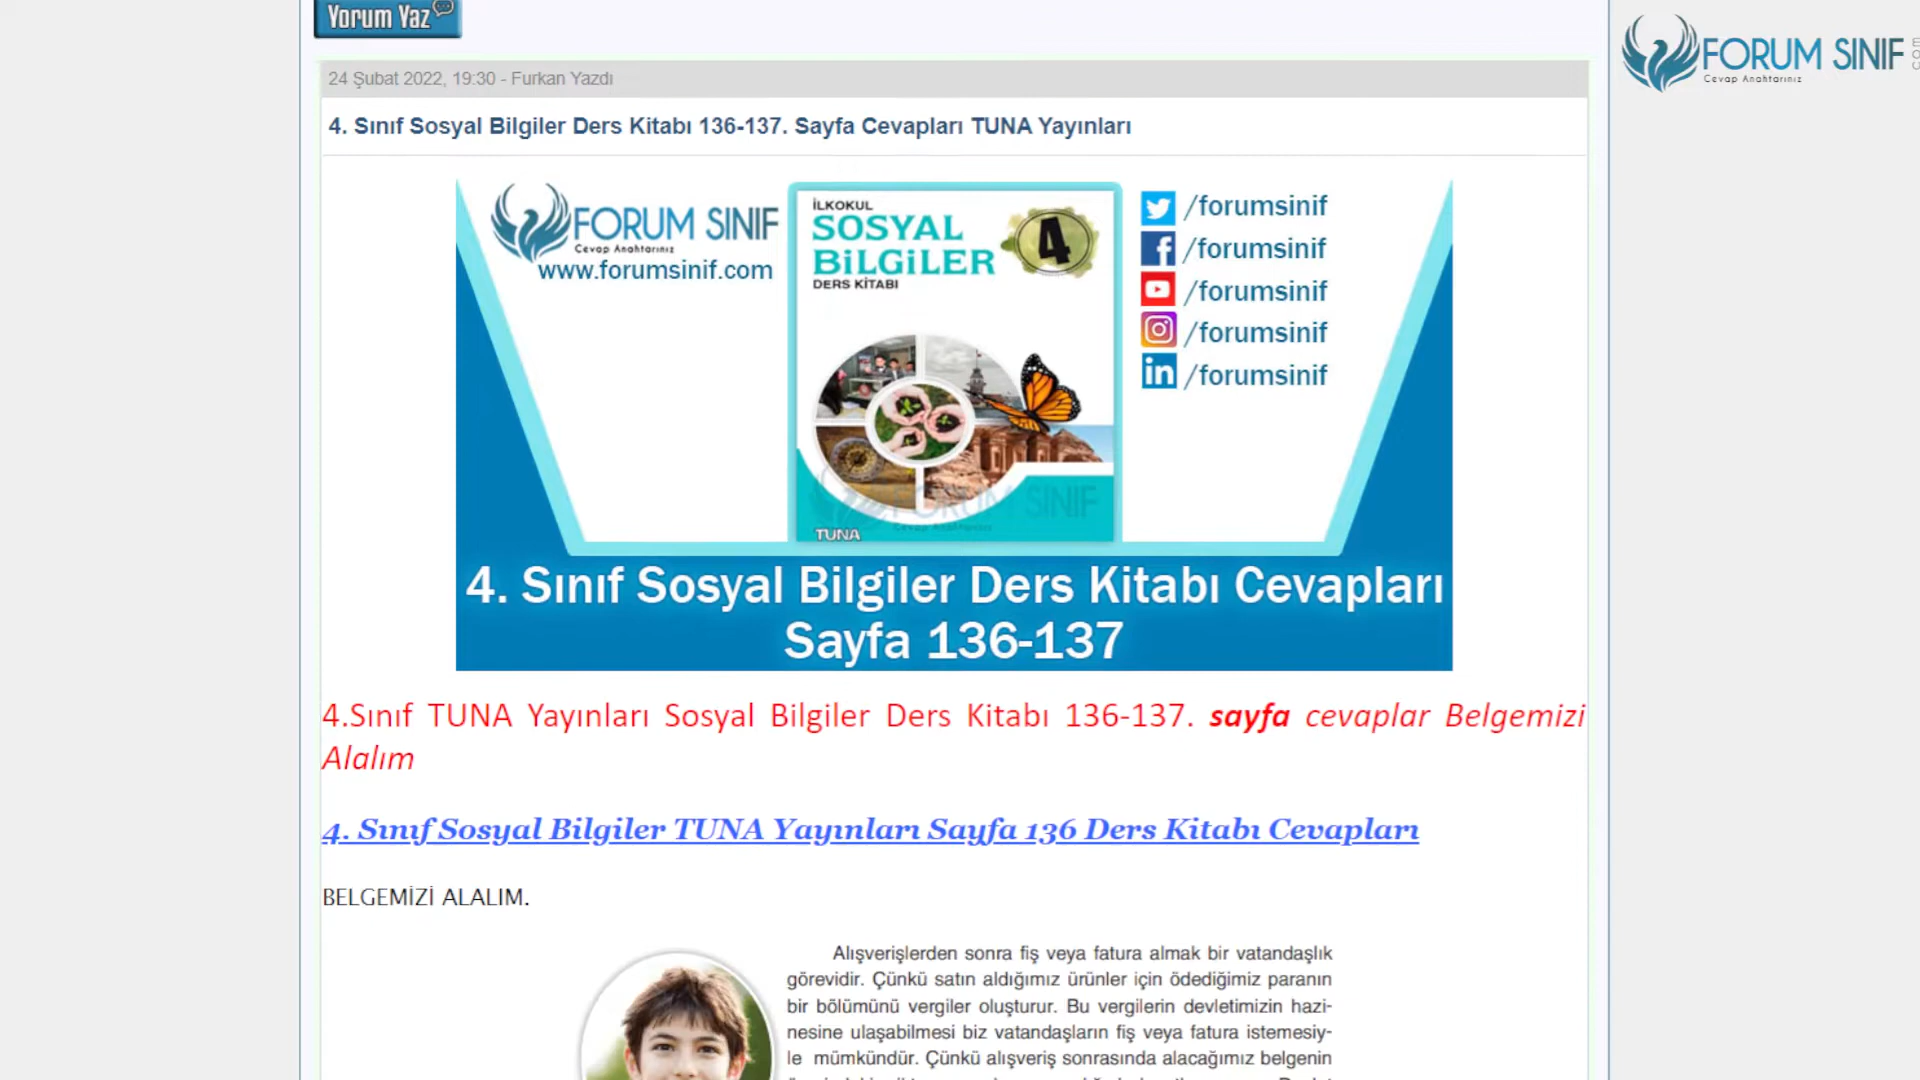 Yorum Yaz
FORUM SINIF
Cevap Anahtarınız
24 Şubat 2022, 19:30 - Furkan Yazdı
4. Sınıf Sosyal Bilgiler Ders Kitabı 136-137. Sayfa Cevapları TUNA Yayınları
FORUM SINIF
Cevap Anahtarınız
www.forumsinif.com
İLKOKUL
SOSYAL
BİLGİLER
DERS KİTABI
4
FORUM SINIF
Cevap Anahtarınız
TUNA
/forumsinif
/forumsinif
/forumsinif
/forumsinif
/forumsinif
4. Sınıf Sosyal Bilgiler Ders Kitabı Cevapları
Sayfa 136-137
4.Sınıf TUNA Yayınları Sosyal Bilgiler Ders Kitabı 136-137. sayfa cevaplar Belgemizi
Alalım
4. Sınıf Sosyal Bilgiler TUNA Yayınları Sayfa 136 Ders Kitabı Cevapları
BELGEMİZİ ALALIM.
Alışverişlerden sonra fiş veya fatura almak bir vatandaşlık
görevidir. Çünkü satın aldığımız ürünler için ödediğimiz paranın
bir bölümünü vergiler oluşturur. Bu vergilerin devletimizin hazi-
nesine ulaşabilmesi biz vatandaşların fiş veya fatura istemesiy-
le mümkündür. Çünkü alışveriş sonrasında alacağımız belgenin